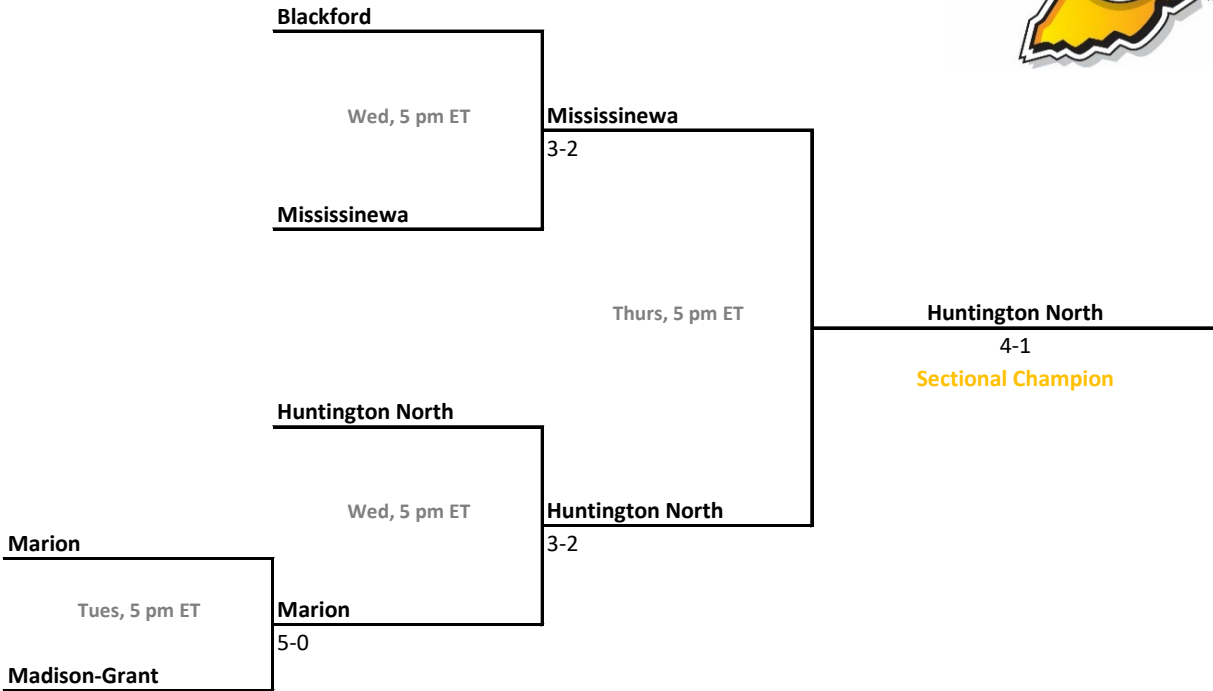 Blackford
Wed, 5 pm ET
Mississinewa
3-2
Mississinewa
Thurs, 5 pm ET
Huntington North
4-1
Sectional Champion
Huntington North
Wed, 5 pm ET
Huntington North
3-2
Marion
Tues, 5 pm ET
Marion
5-0
Madison-Grant